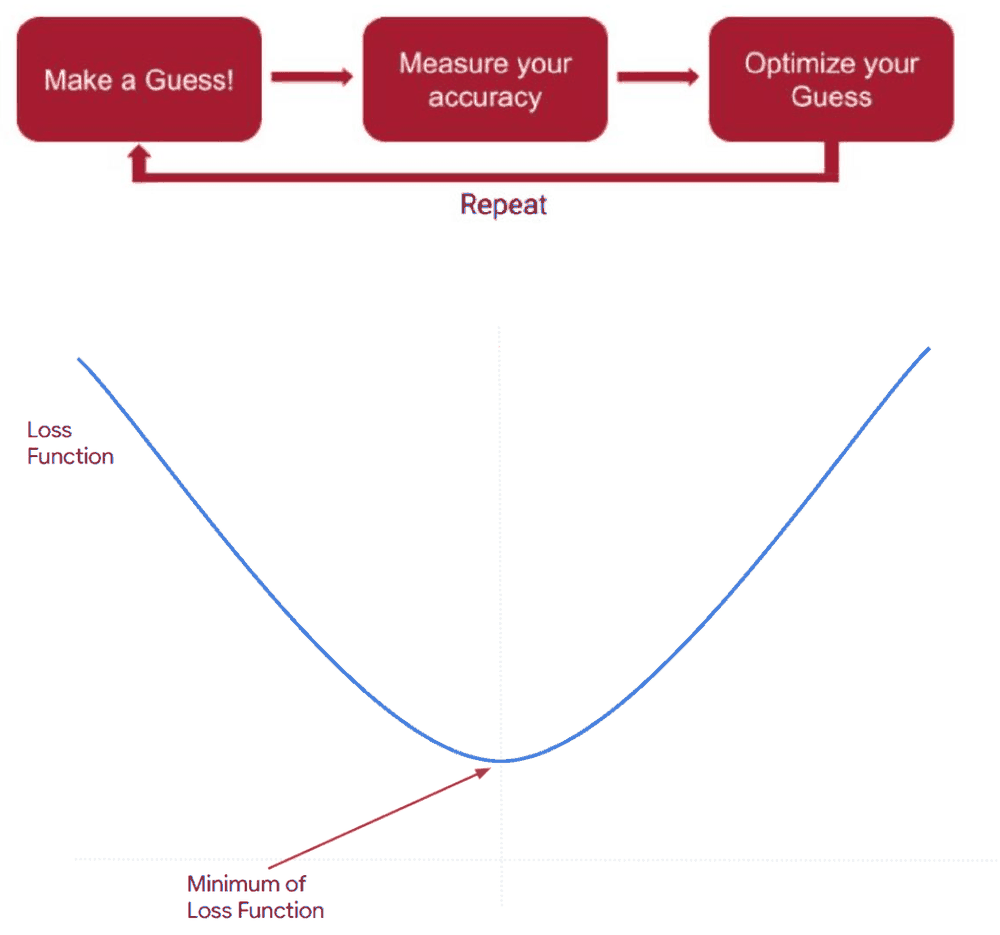 Make a Guess!
Measure your
accuracy
Optimize your
Guess
Repeat
Loss
Function
Minimum of
Loss Function